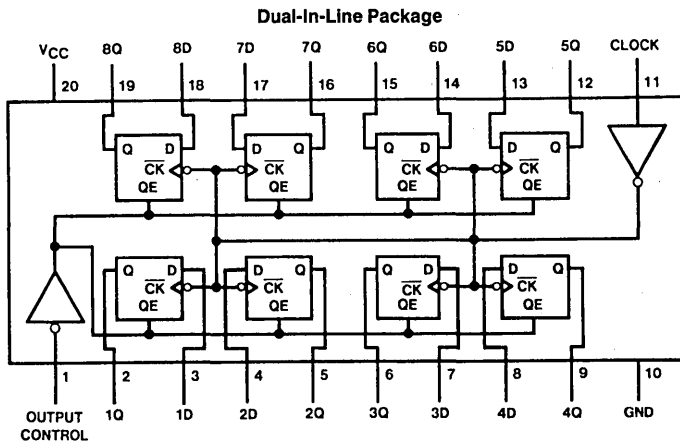 Dual-In-Line Package
VCC 8Q 8D 7D 7Q 6Q 6D 5D 5Q CLOCK
20 19 18 17 16 15 14 13 12 11
Q D D Q Q D D Q
CK CK CK CK
QE QE QE QE
Q D D Q Q D D Q
CK CK CK CK
QE QE QE QE
1 2 3 4 5 6 7 8 9 10
OUTPUT CONTROL 1Q 1D 2D 2Q 3Q 3D 4D 4Q GND